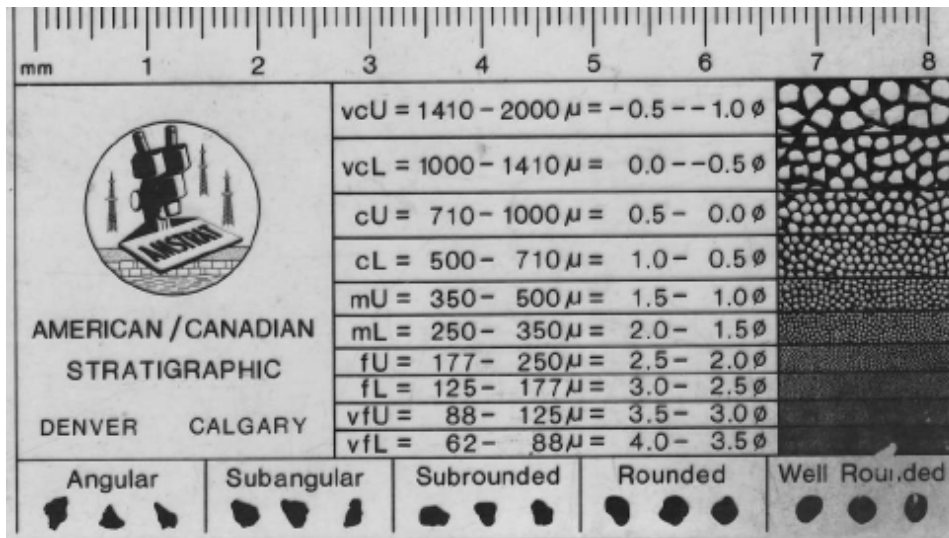 mm 1 2 3 4 5 6 7 8
vcU = 1410 - 2000 µ = -0.5 - -1.0 ø
vcL = 1000 - 1410 µ = 0.0 - -0.5 ø
cU = 710 - 1000 µ = 0.5 - 0.0 ø
cL = 500 - 710 µ = 1.0 - 0.5 ø
mU = 350 - 500 µ = 1.5 - 1.0 ø
mL = 250 - 350 µ = 2.0 - 1.5 ø
fU = 177 - 250 µ = 2.5 - 2.0 ø
fL = 125 - 177 µ = 3.0 - 2.5 ø
vfU = 88 - 125 µ = 3.5 - 3.0 ø
vfL = 62 - 88 µ = 4.0 - 3.5 ø
AMSTRAT
AMERICAN / CANADIAN
STRATIGRAPHIC
DENVER CALGARY
Angular Subangular Subrounded Rounded Well Rounded